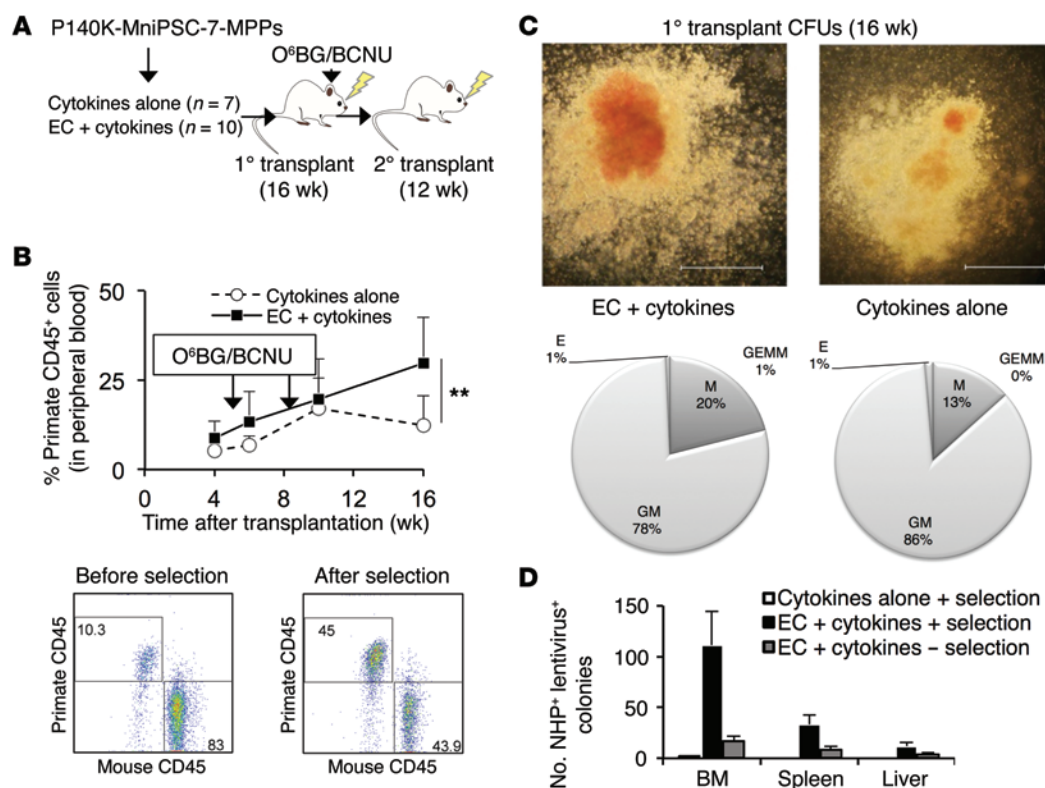 A
P140K-MniPSC-7-MPPs
O⁶BG/BCNU
Cytokines alone (n = 7)
EC + cytokines (n = 10)
1° transplant
(16 wk)
2° transplant
(12 wk)
B
% Primate CD45⁺ cells
(in peripheral blood)
50
25
0
Cytokines alone
EC + cytokines
O⁶BG/BCNU
**
0 4 8 12 16
Time after transplantation (wk)
Before selection
Primate CD45
10.3
83
Mouse CD45
After selection
Primate CD45
45
43.9
Mouse CD45
C
1° transplant CFUs (16 wk)
EC + cytokines
Cytokines alone
E
1%
GEMM
1%
M
20%
GM
78%
E
1%
GEMM
0%
M
13%
GM
86%
D
No. NHP⁺ lentivirus⁺
colonies
150
100
50
0
Cytokines alone + selection
EC + cytokines + selection
EC + cytokines – selection
BM Spleen Liver